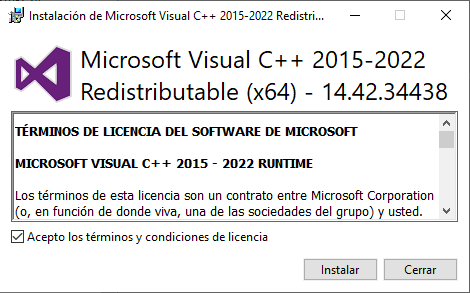 Instalación de Microsoft Visual C++ 2015-2022 Redistri...
Microsoft Visual C++ 2015-2022
Redistributable (x64) - 14.42.34438
TÉRMINOS DE LICENCIA DEL SOFTWARE DE MICROSOFT
MICROSOFT VISUAL C++ 2015 - 2022 RUNTIME
Los términos de esta licencia son un contrato entre Microsoft Corporation
(o, en función de donde viva, una de las sociedades del grupo) y usted.
Acepto los términos y condiciones de licencia
Instalar
Cerrar